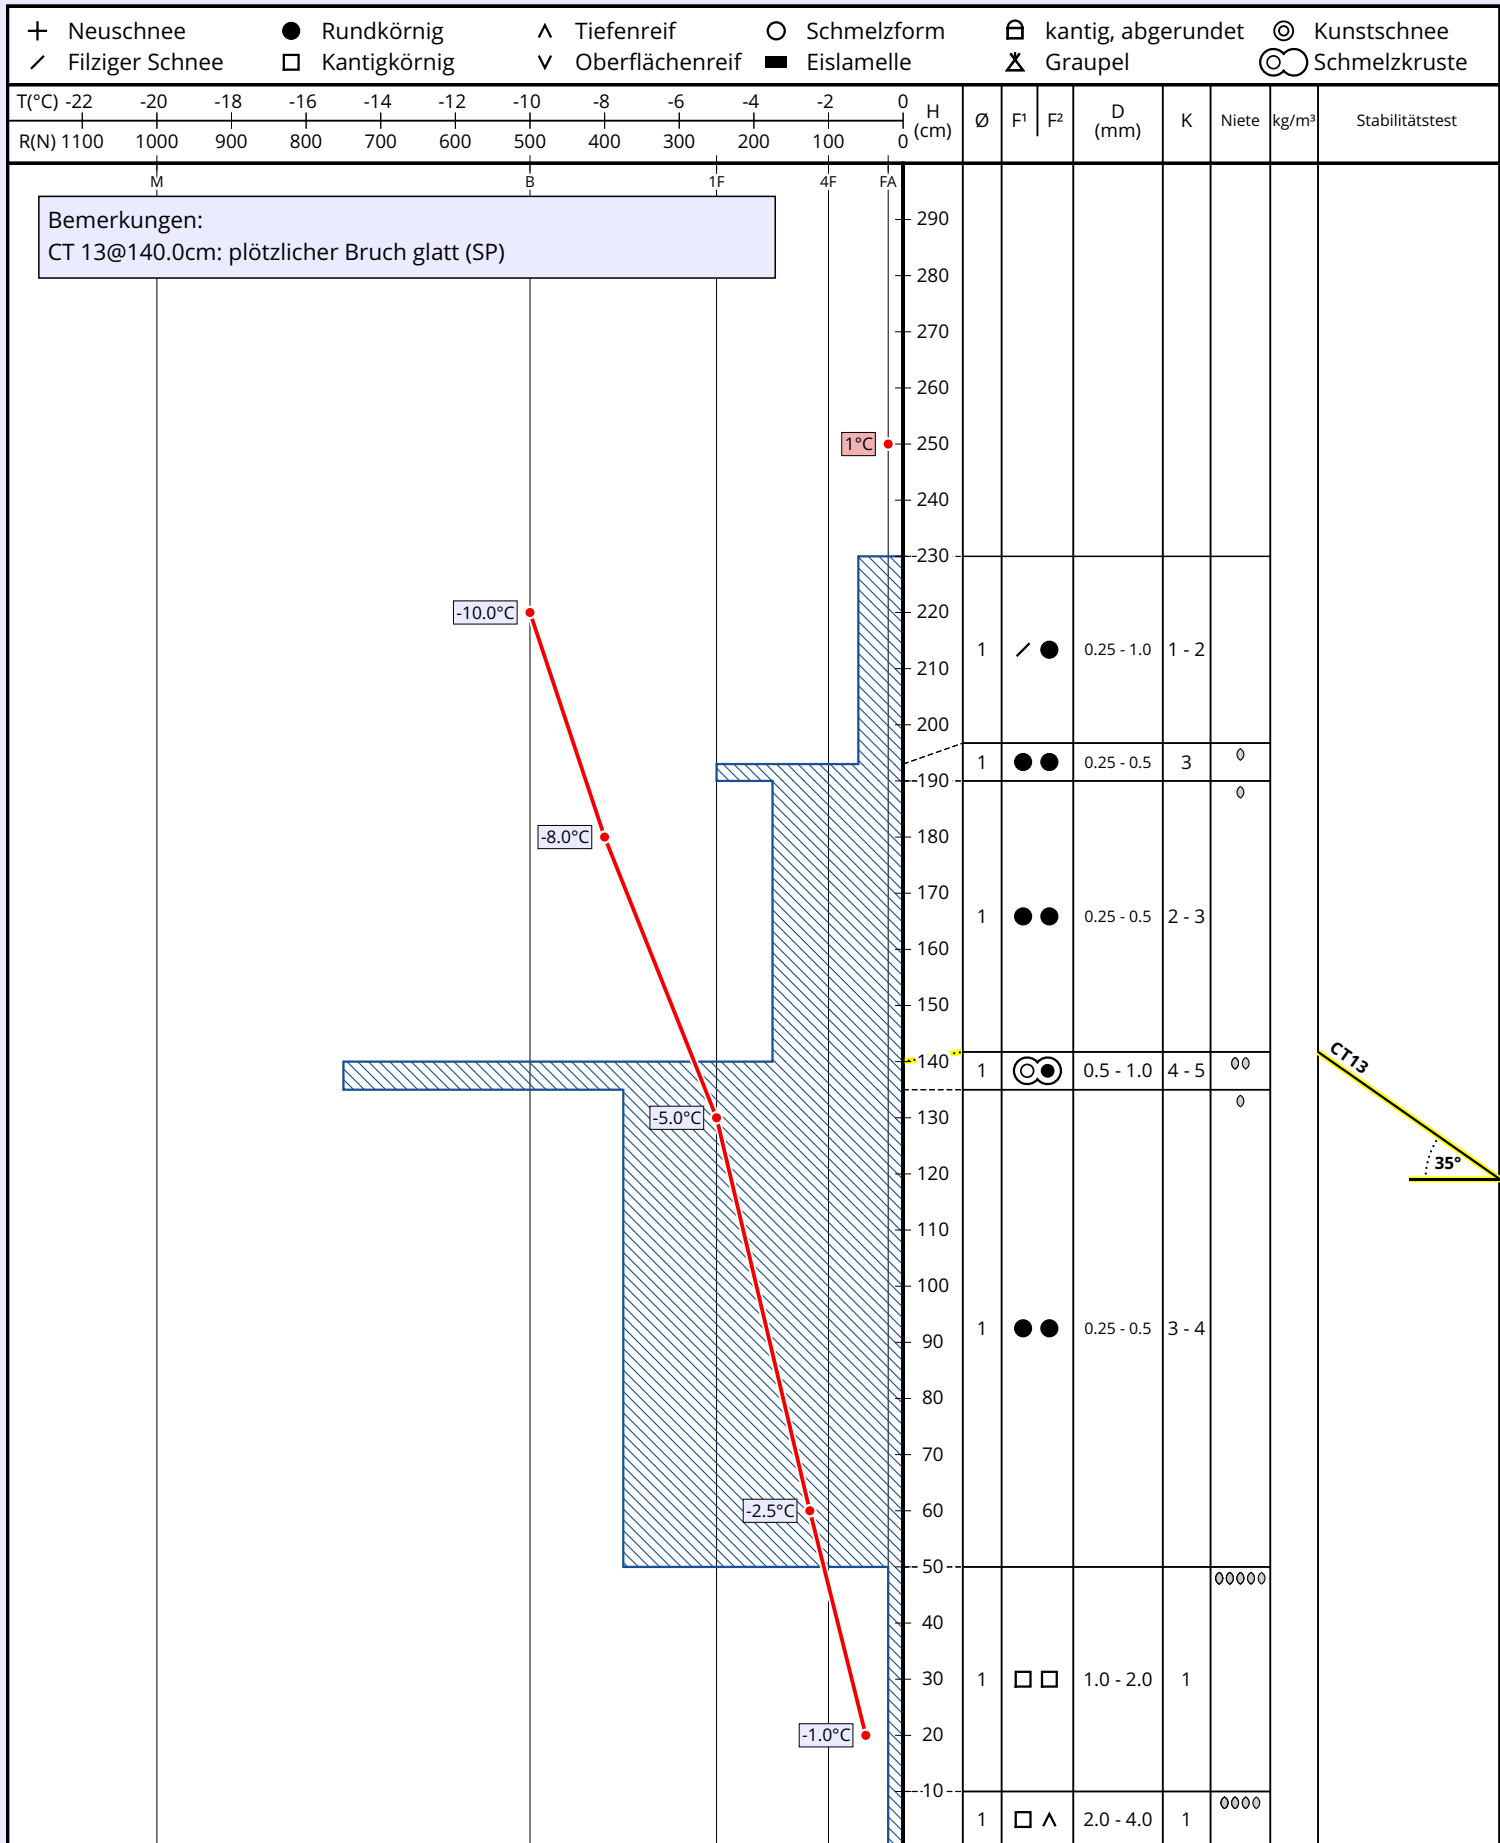 Neuschnee Rundkörnig Tiefenreif Schmelzform kantig, abgerundet Kunstschnee
Filziger Schnee Kantigkörnig Oberflächenreif Eislamelle Graupel Schmelzkruste
T(°C) -22 -20 -18 -16 -14 -12 -10 -8 -6 -4 -2 0
R(N) 1100 1000 900 800 700 600 500 400 300 200 100 0
H (cm) Ø F¹ F² D (mm) K Niete kg/m³ Stabilitätstest
M B 1F 4F FA
Bemerkungen:
CT 13@140.0cm: plötzlicher Bruch glatt (SP)
290
280
270
260
1°C 250
240
230
-10.0°C 220
1 0.25 - 1.0 1 - 2
210
200
1 0.25 - 0.5 3
190
-8.0°C 180
170
1 0.25 - 0.5 2 - 3
160
150
140
CT13
1 0.5 - 1.0 4 - 5
-5.0°C 130
120
35°
110
100
90
1 0.25 - 0.5 3 - 4
80
70
-2.5°C 60
50
40
30
1 1.0 - 2.0 1
-1.0°C 20
10
1 2.0 - 4.0 1